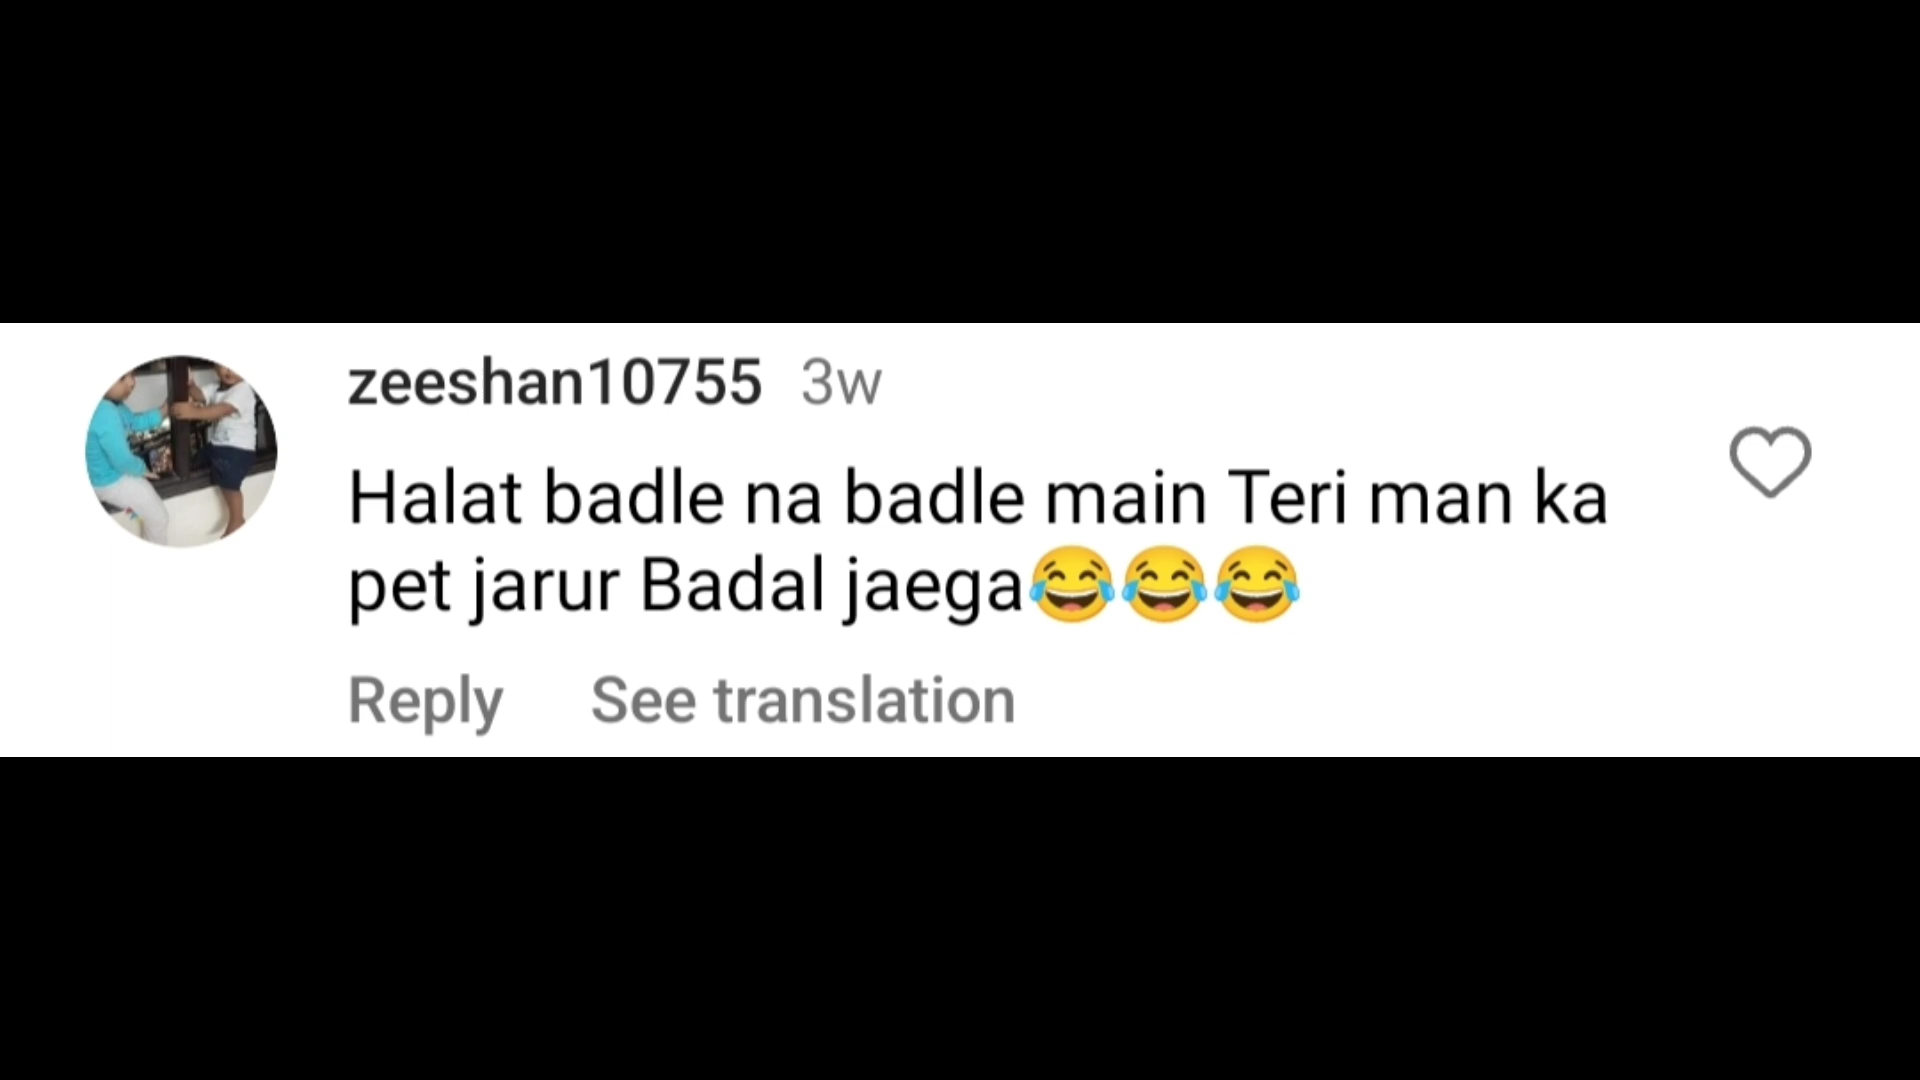 zeeshan10755 3w
Halat badle na badle main Teri man ka
pet jarur Badal jaega😂😂😂
Reply See translation